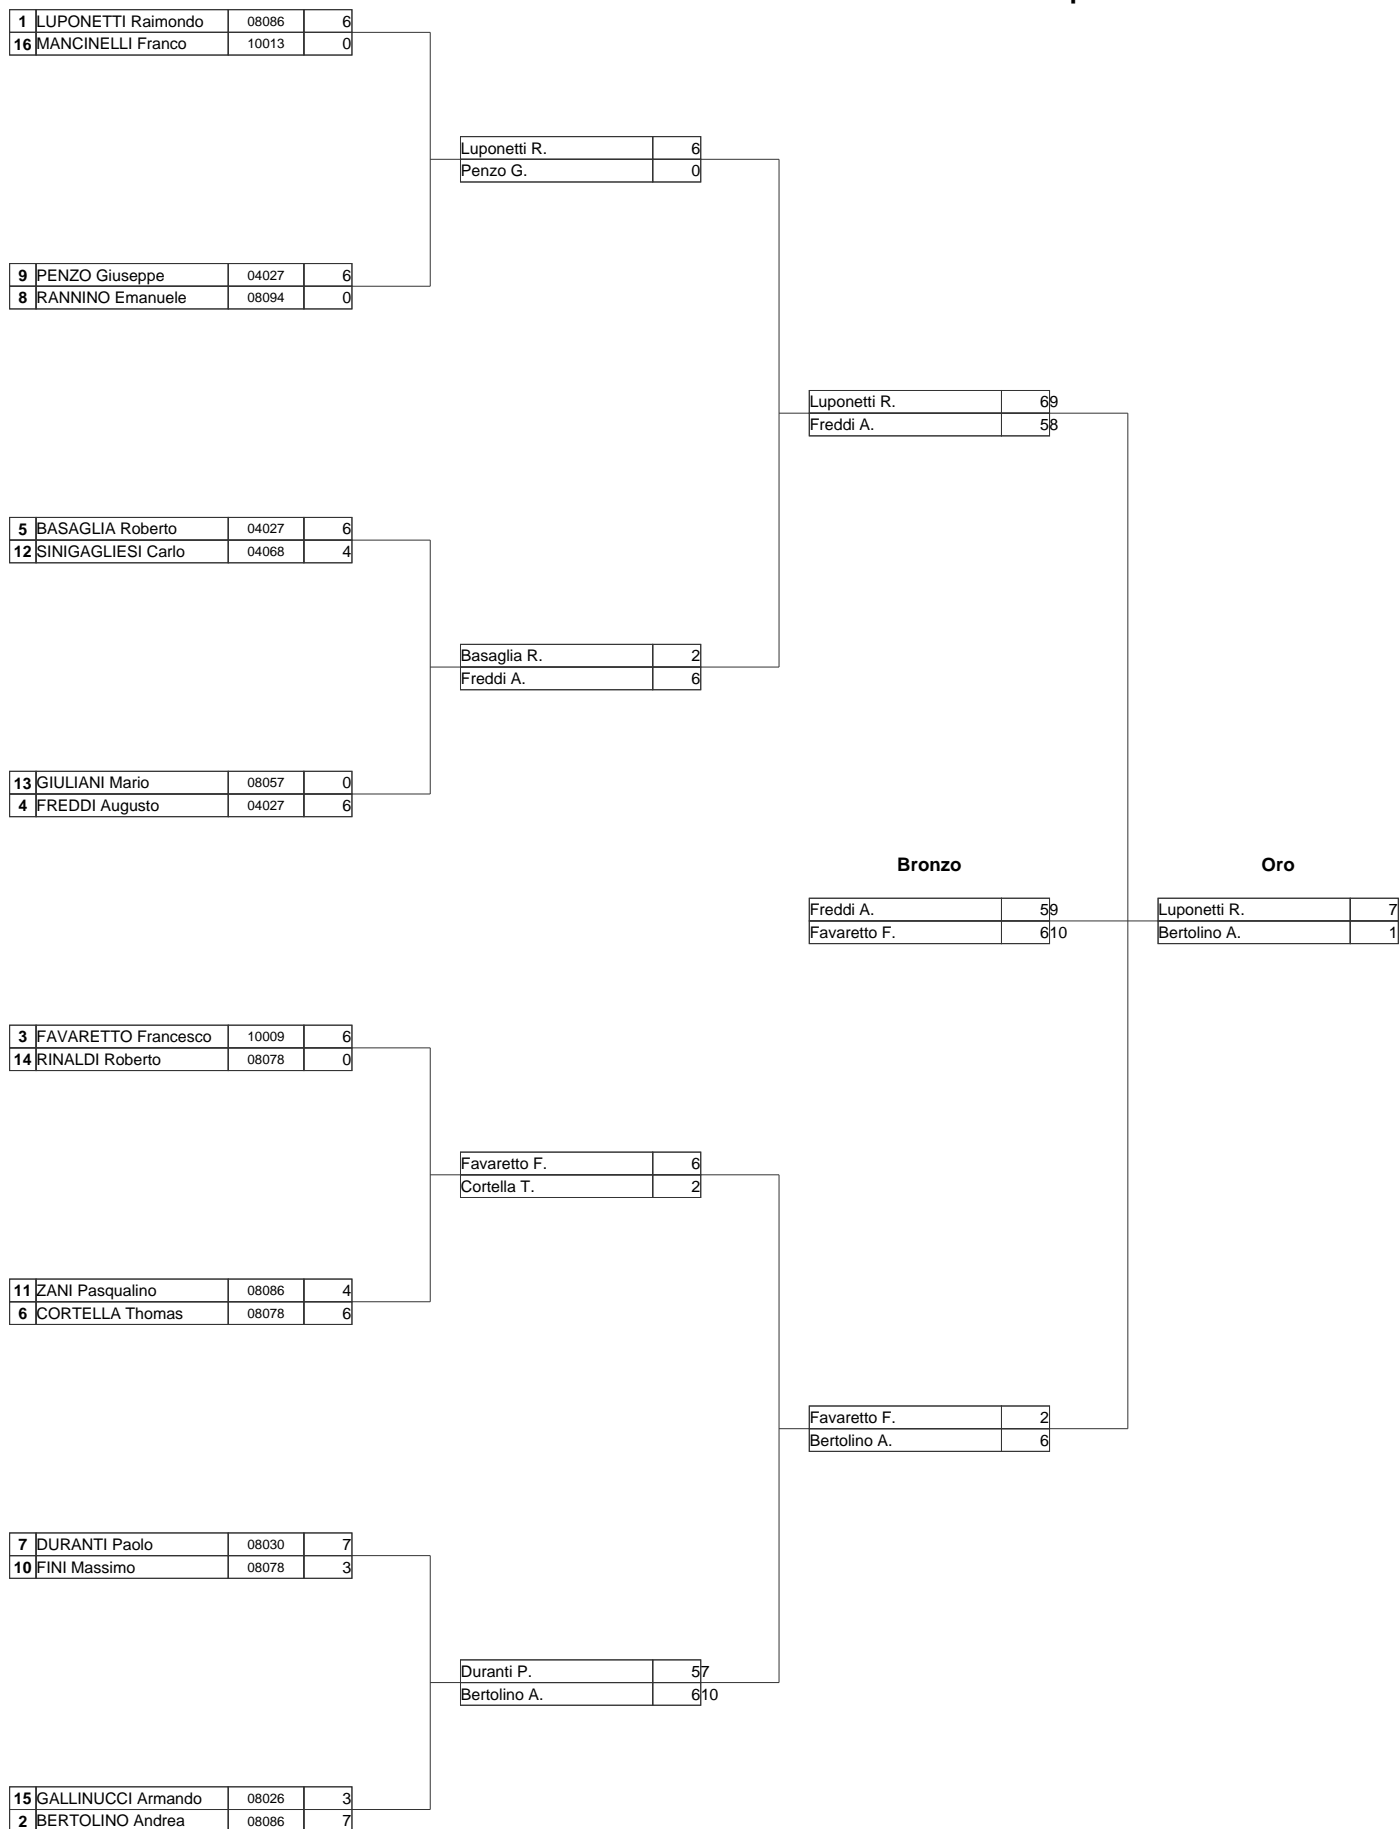 1 LUPONETTI Raimondo 08086 6
16 MANCINELLI Franco 10013 0
Luponetti R. 6
Penzo G. 0
9 PENZO Giuseppe 04027 6
8 RANNINO Emanuele 08094 0
Luponetti R. 69
Freddi A. 58
5 BASAGLIA Roberto 04027 6
12 SINIGAGLIESI Carlo 04068 4
Basaglia R. 2
Freddi A. 6
13 GIULIANI Mario 08057 0
4 FREDDI Augusto 04027 6
Bronzo Oro
Freddi A. 59 Luponetti R. 7
Favaretto F. 610 Bertolino A. 1
3 FAVARETTO Francesco 10009 6
14 RINALDI Roberto 08078 0
Favaretto F. 6
Cortella T. 2
11 ZANI Pasqualino 08086 4
6 CORTELLA Thomas 08078 6
Favaretto F. 2
Bertolino A. 6
7 DURANTI Paolo 08030 7
10 FINI Massimo 08078 3
Duranti P. 57
Bertolino A. 610
15 GALLINUCCI Armando 08026 3
2 BERTOLINO Andrea 08086 7